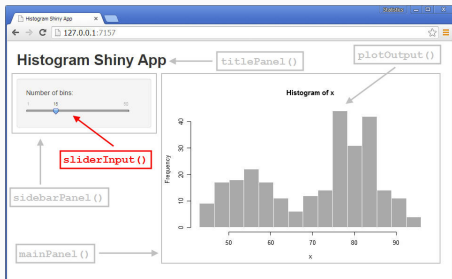 Histogram Shiny App
127.0.0.1:7157
Histogram Shiny App
titlePanel()
plotOutput()
Number of bins:
1 15 50
sliderInput()
sidebarPanel()
mainPanel()
Histogram of x
Frequency
40
30
20
10
0
50 60 70 80 90
x